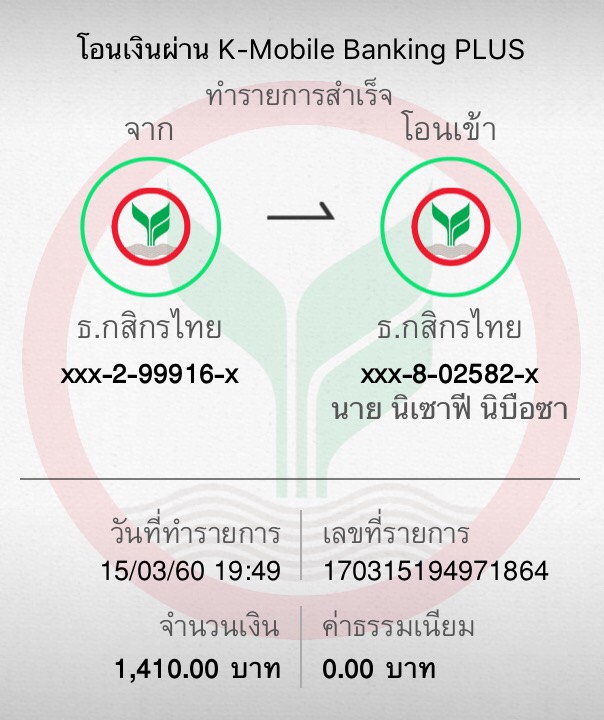 โอนเงินผ่าน K-Mobile Banking PLUS
ทำรายการสำเร็จ
จาก
โอนเข้า
ธ.กสิกรไทย
ธ.กสิกรไทย
xxx-2-99916-x
xxx-8-02582-x
นาย นิเซาฟี นิบือซา
วันที่ทำรายการ
เลขที่รายการ
15/03/60 19:49
170315194971864
จำนวนเงิน
ค่าธรรมเนียม
1,410.00 บาท
0.00 บาท